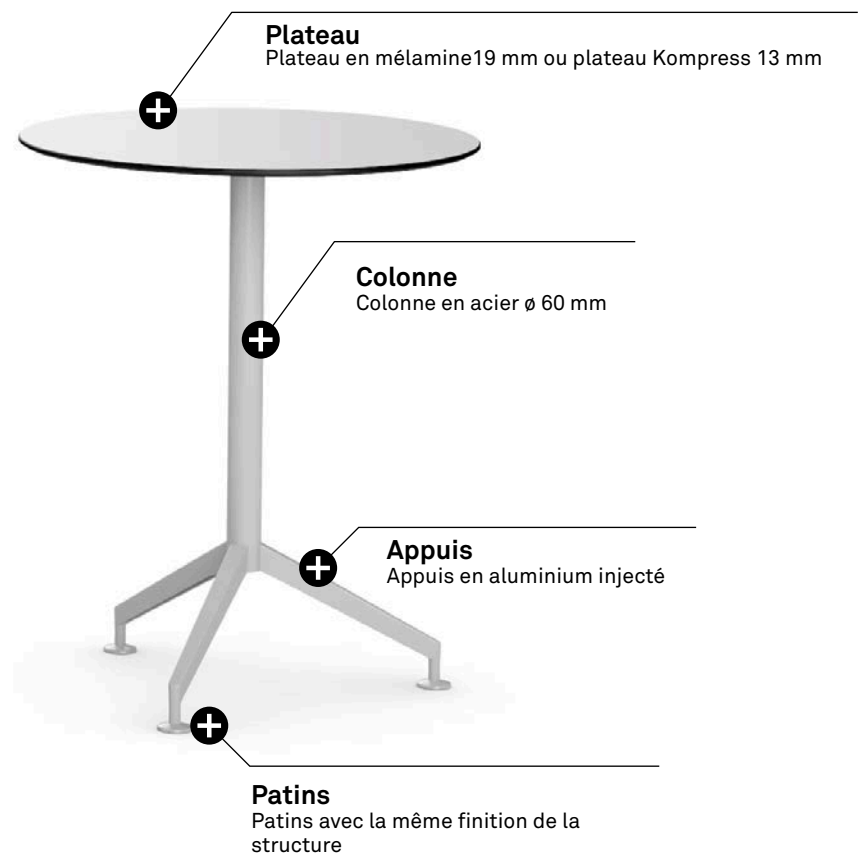 Plateau
Plateau en mélamine19 mm ou plateau Kompress 13 mm
Colonne
Colonne en acier ø 60 mm
Appuis
Appuis en aluminium injecté
Patins
Patins avec la même finition de la
structure